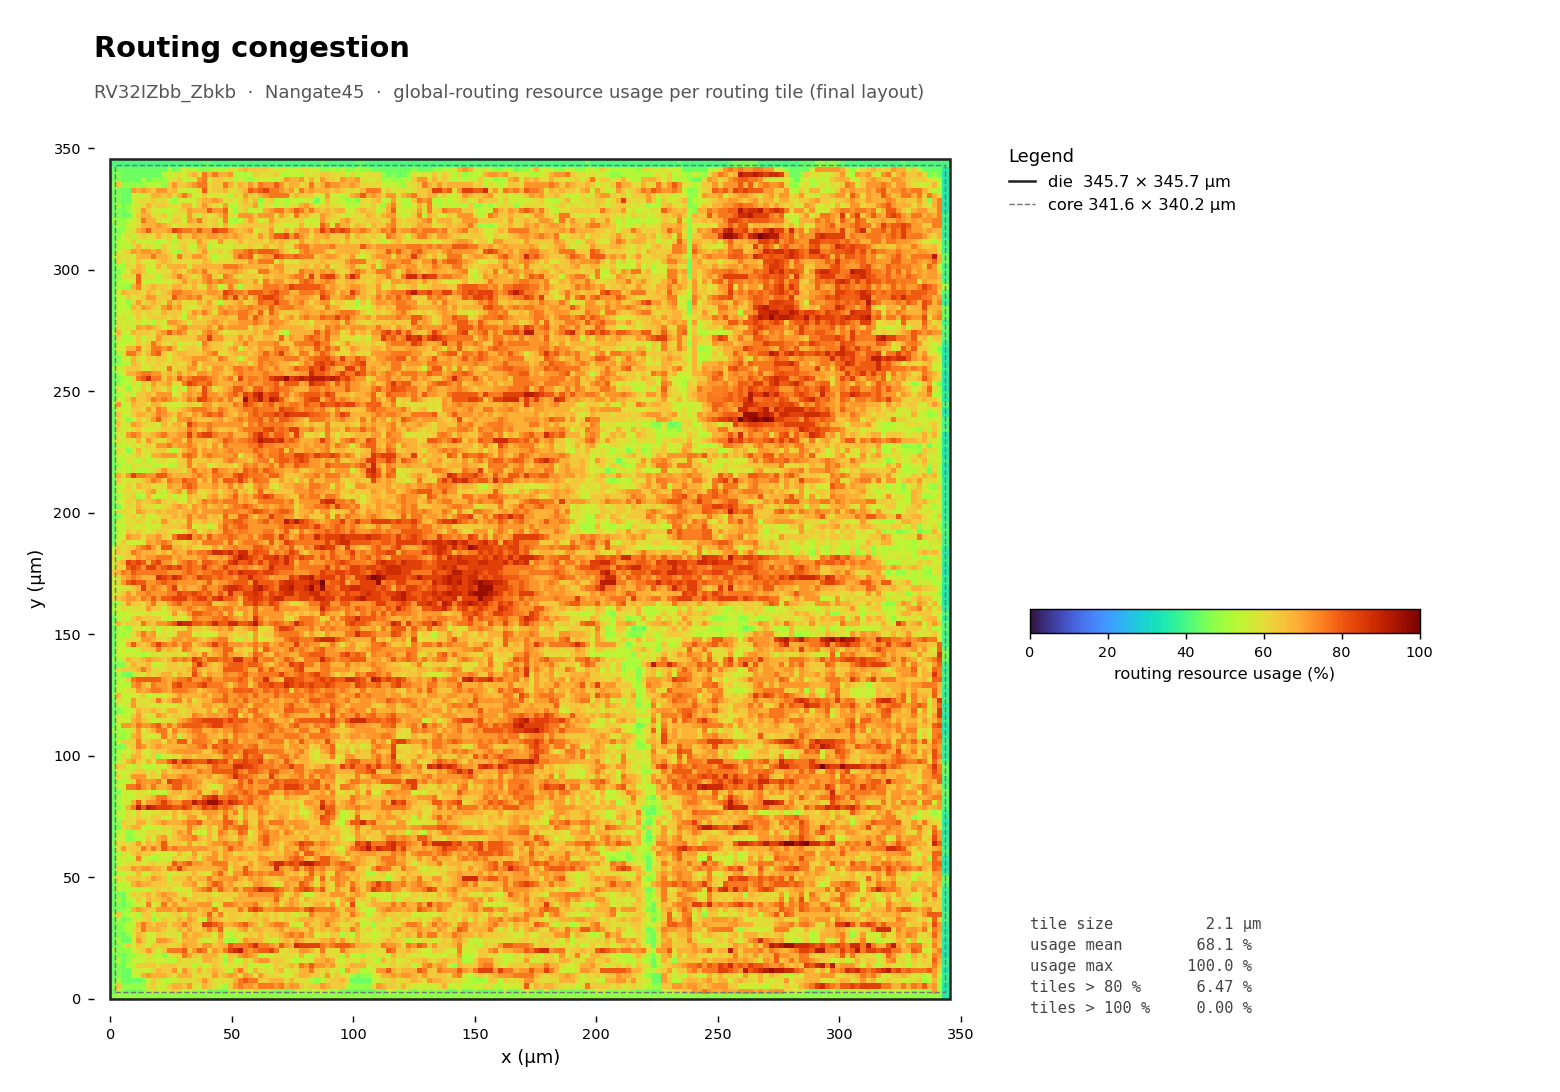 Routing congestion
RV32IZbb_Zbkb · Nangate45 · global-routing resource usage per routing tile (final layout)
Legend
die 345.7 × 345.7 µm
core 341.6 × 340.2 µm
350
300
250
200
150
100
50
0
y (µm)
0 50 100 150 200 250 300 350
x (µm)
0 20 40 60 80 100
routing resource usage (%)
tile size 2.1 µm
usage mean 68.1 %
usage max 100.0 %
tiles > 80 % 6.47 %
tiles > 100 % 0.00 %